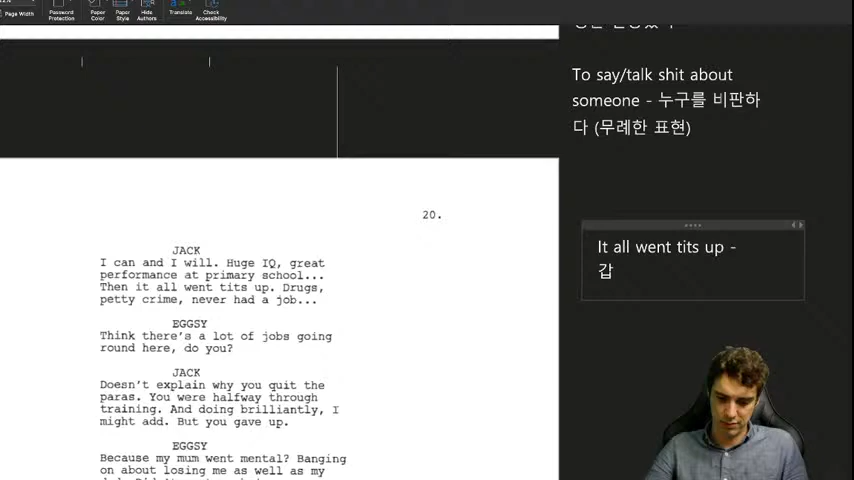 Page Width
Password
Protection
Paper
Color
Paper
Style
Hide
Authors
Translate
Check
Accessibility
To say/talk shit about
someone - 누구를 비판하
다 (무례한 표현)
It all went tits up -
갑
20.
JACK
I can and I will. Huge IQ, great
performance at primary school...
Then it all went tits up. Drugs,
petty crime, never had a job...
EGGSY
Think there's a lot of jobs going
round here, do you?
JACK
Doesn't explain why you quit the
paras. You were halfway through
training. And doing brilliantly, I
might add. But you gave up.
EGGSY
Because my mum went mental? Banging
on about losing me as well as my